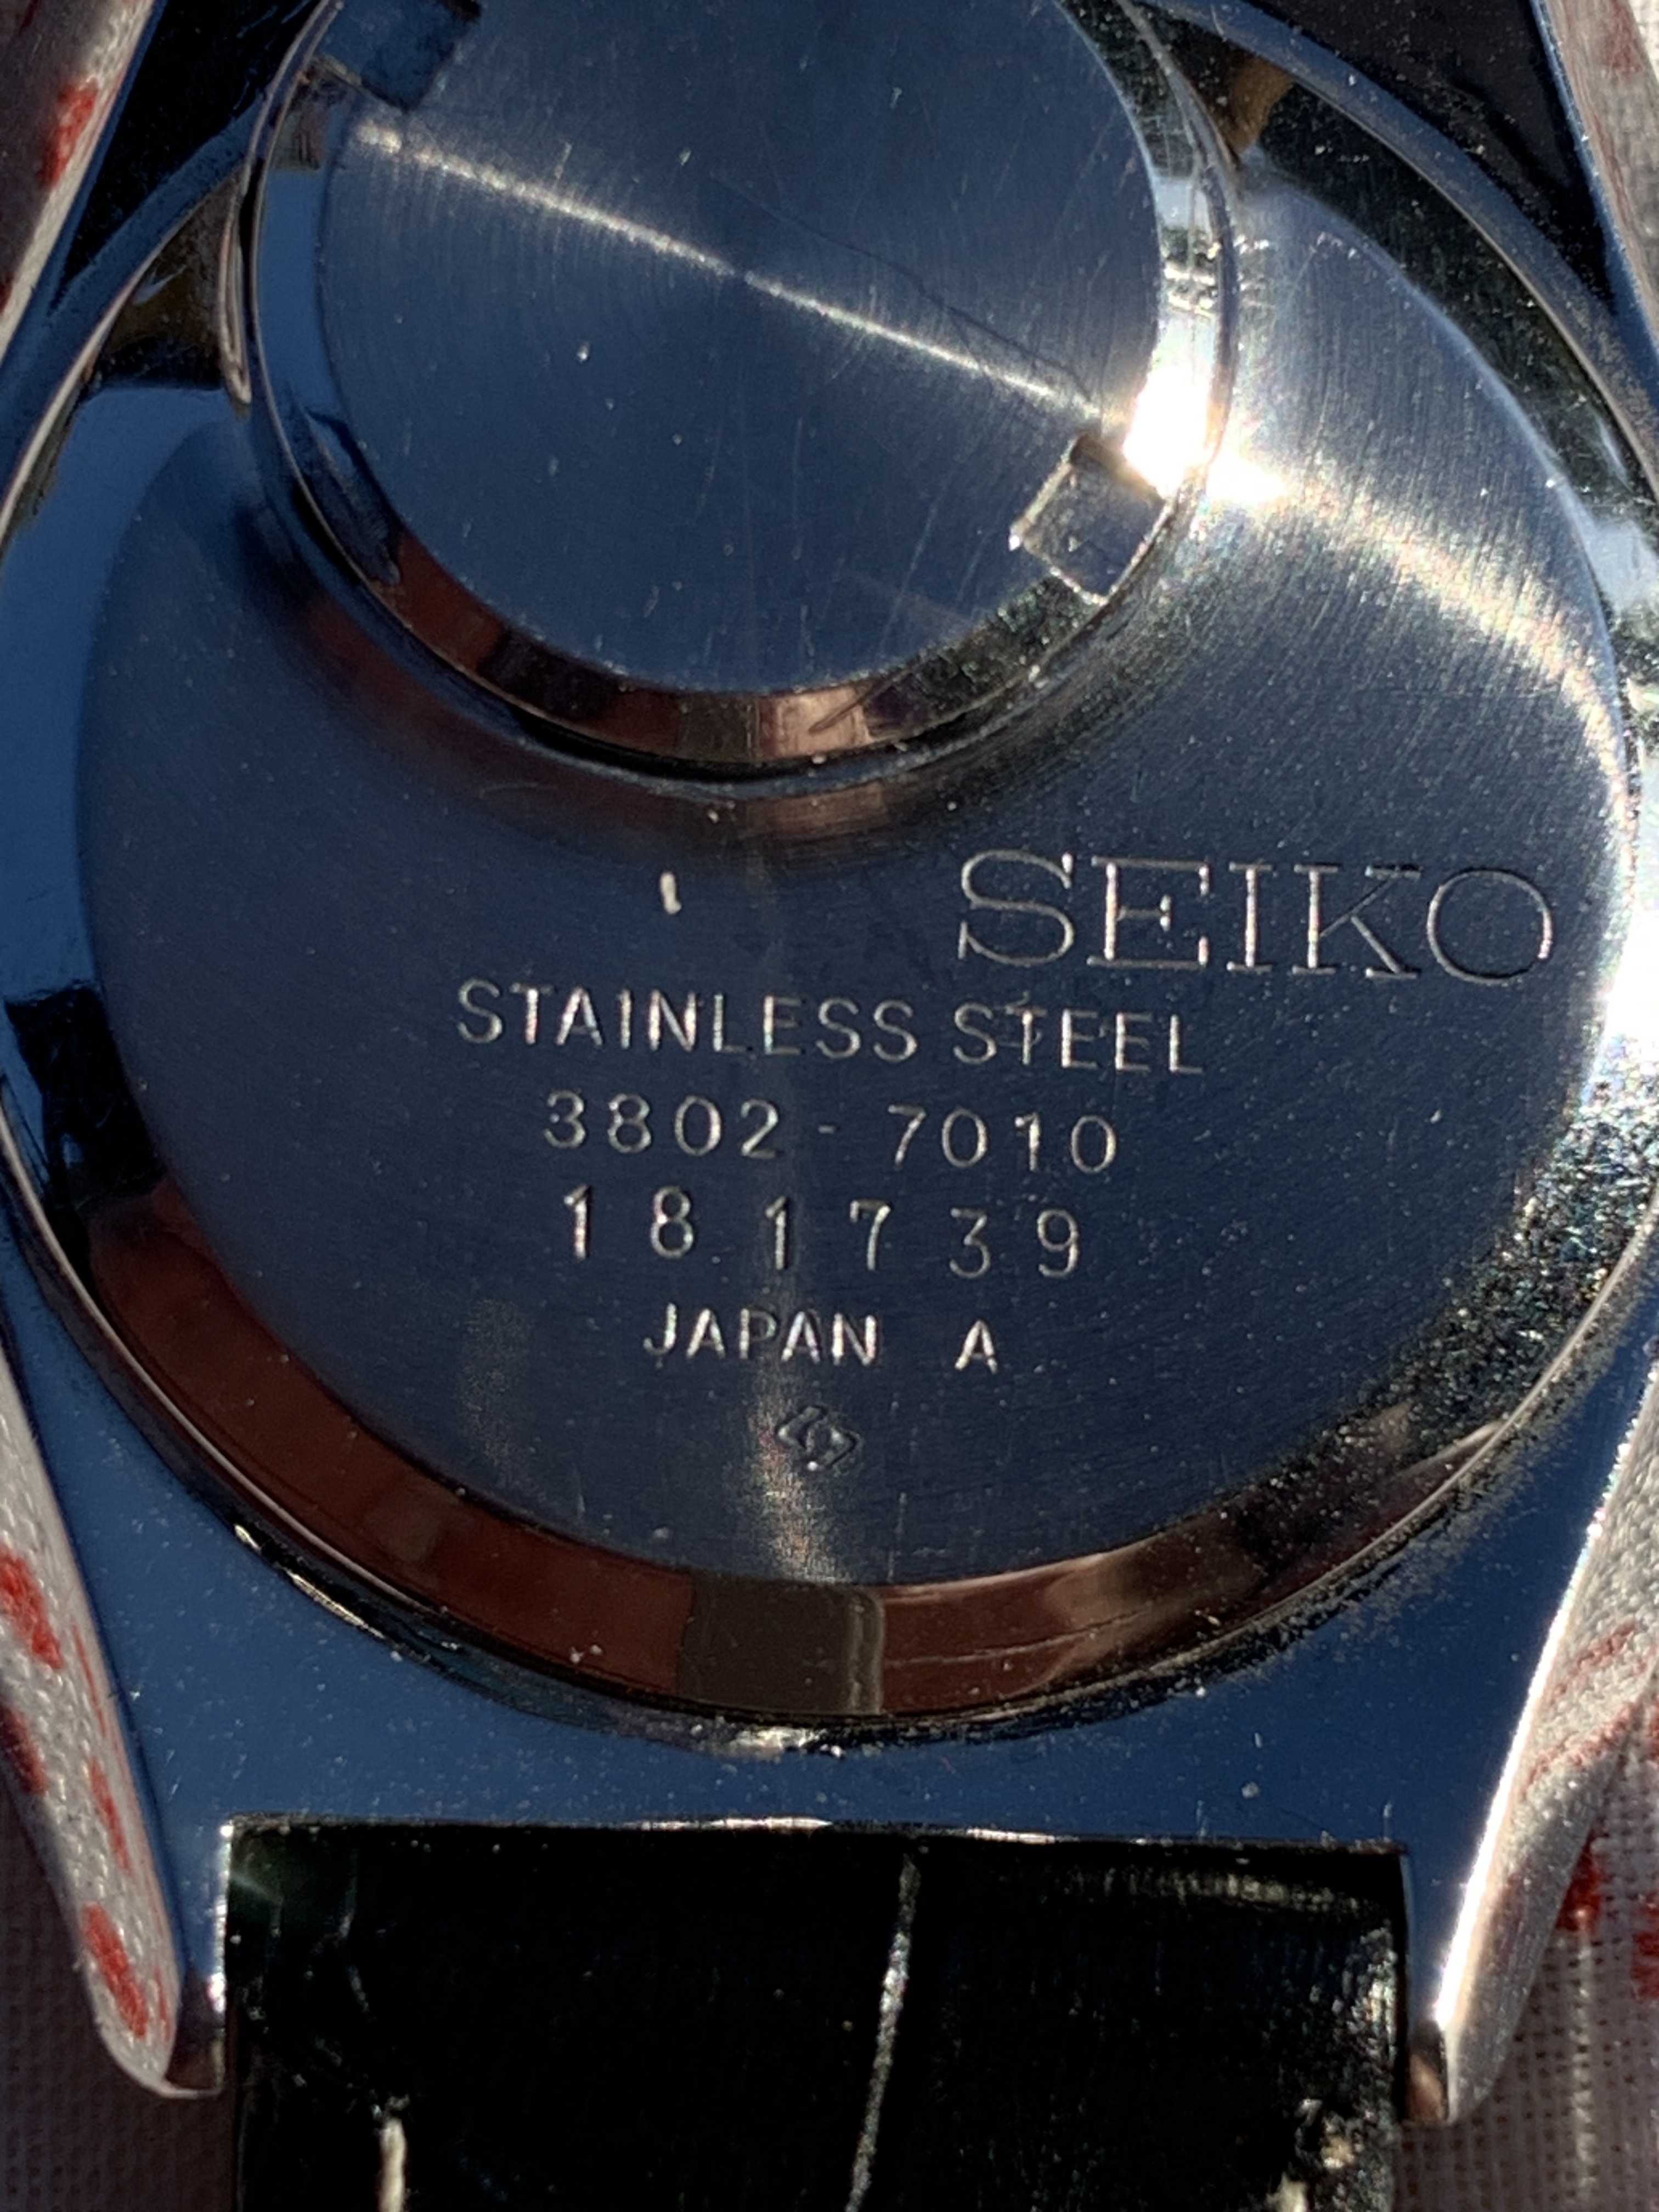 SEIKO
STAINLESS STEEL
3802-7010
181739
JAPAN A